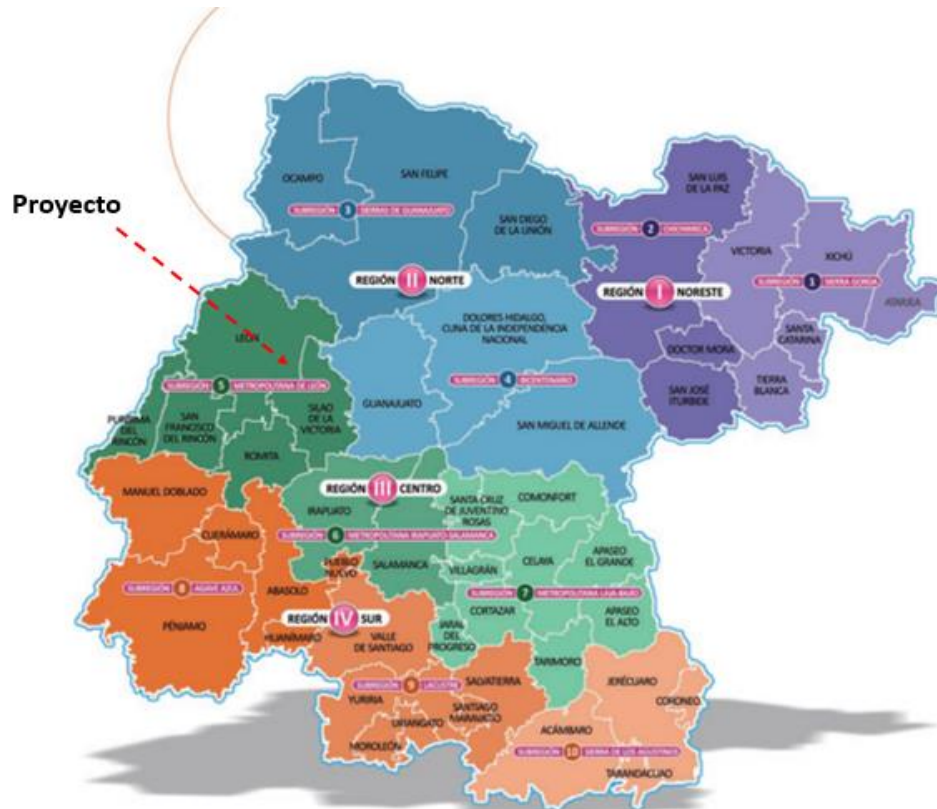 Proyecto
OCAMPO
SAN FELIPE
SUBREGIÓN 3 SIERRAS DE GUANAJUATO
SAN DIEGO
DE LA UNIÓN
SAN LUIS
DE LA PAZ
SUBREGIÓN 2 CHICHIMECA
VICTORIA
XICHÚ
SUBREGIÓN 1 SIERRA GORDA
ATARJEA
REGIÓN II NORTE
REGIÓN I NORESTE
DOLORES HIDALGO,
CUNA DE LA INDEPENDENCIA
NACIONAL
LEÓN
DOCTOR MORA
SANTA
CATARINA
SUBREGIÓN 5 METROPOLITANA DE LEÓN
SUBREGIÓN 4 BICENTENARIO
TIERRA
BLANCA
SAN JOSÉ
ITURBIDE
GUANAJUATO
PURÍSIMA
DEL
RINCÓN
SAN
FRANCISCO
DEL RINCÓN
SILAO
DE LA
VICTORIA
SAN MIGUEL DE ALLENDE
ROMITA
MANUEL DOBLADO
REGIÓN III CENTRO
IRAPUATO
SANTA CRUZ
DE JUVENTINO
ROSAS
COMONFORT
CUERÁMARO
SUBREGIÓN 6 METROPOLITANA IRAPUATO-SALAMANCA
PUEBLO
NUEVO
SALAMANCA
VILLAGRÁN
CELAYA
APASEO
EL GRANDE
SUBREGIÓN 8 AGAVE AZUL
ABASOLO
SUBREGIÓN 7 METROPOLITANA LAJA-BAJÍO
CORTAZAR
APASEO
EL ALTO
PÉNJAMO
REGIÓN IV SUR
HUANÍMARO
VALLE
DE SANTIAGO
JARAL
DEL
PROGRESO
TARIMORO
SUBREGIÓN 9 LACUSTRE
SALVATIERRA
JERÉCUARO
YURIRIA
SANTIAGO
MARAVATÍO
CORONEO
URIANGATO
MOROLEÓN
ACÁMBARO
SUBREGIÓN 10 SIERRA DE LOS AGUSTINOS
TARANDACUAO